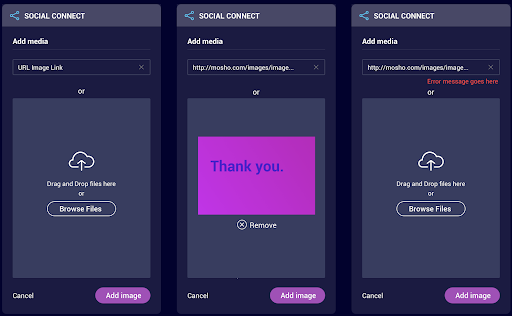 SOCIAL CONNECT
Add media
URL Image Link
or
Drag and Drop files here
or
Browse Files
Cancel
Add image
SOCIAL CONNECT
Add media
http://mosho.com/images/image...
or
Thank you.
Remove
Cancel
Add image
SOCIAL CONNECT
Add media
http://mosho.com/images/image...
Error message goes here
or
Drag and Drop files here
or
Browse Files
Cancel
Add image